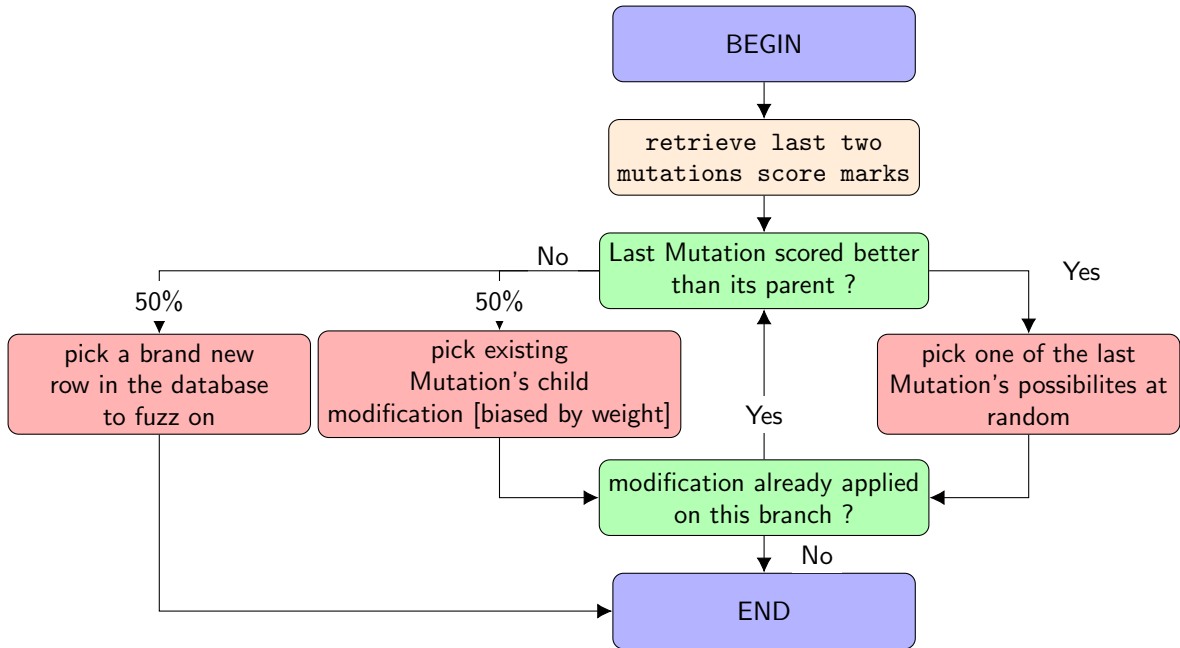 BEGIN
retrieve last two
mutations score marks
Last Mutation scored better
than its parent ?
No
Yes
50%
50%
pick a brand new
row in the database
to fuzz on
pick existing
Mutation's child
modification [biased by weight]
pick one of the last
Mutation's possibilites at
random
Yes
modification already applied
on this branch ?
No
END